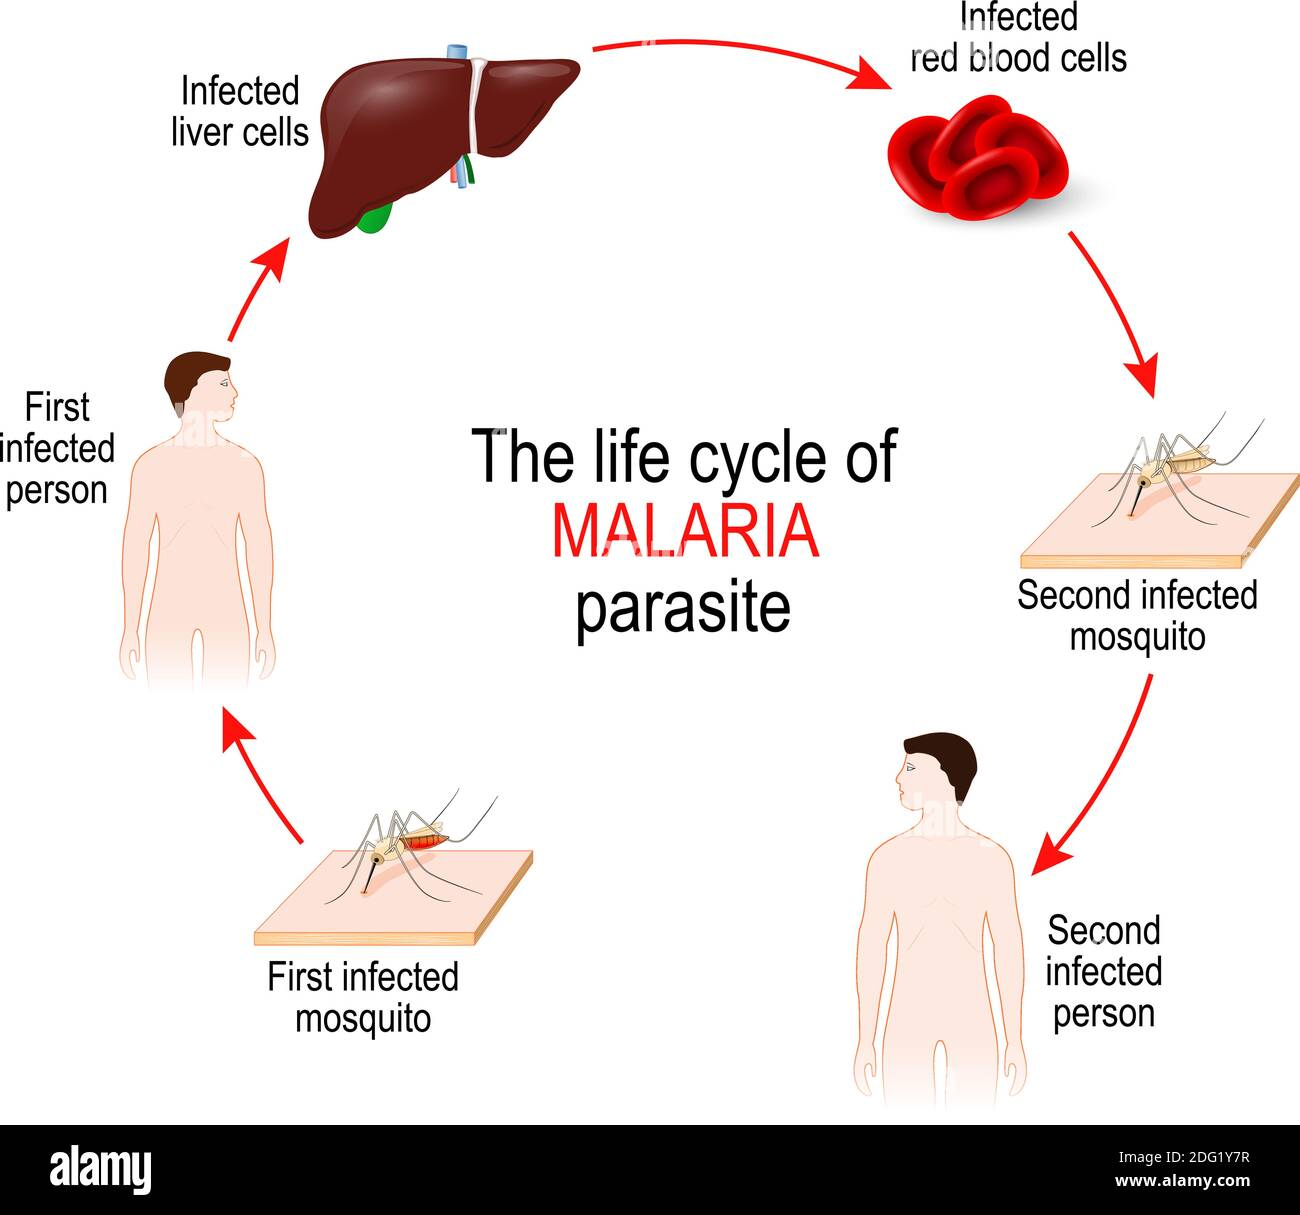 Infected
red blood cells
Infected
liver cells
First
infected
person
The life cycle of
MALARIA
parasite
Second infected
mosquito
First infected
mosquito
Second
infected
person
alamy
Image ID: 2DG1Y7R
www.alamy.com